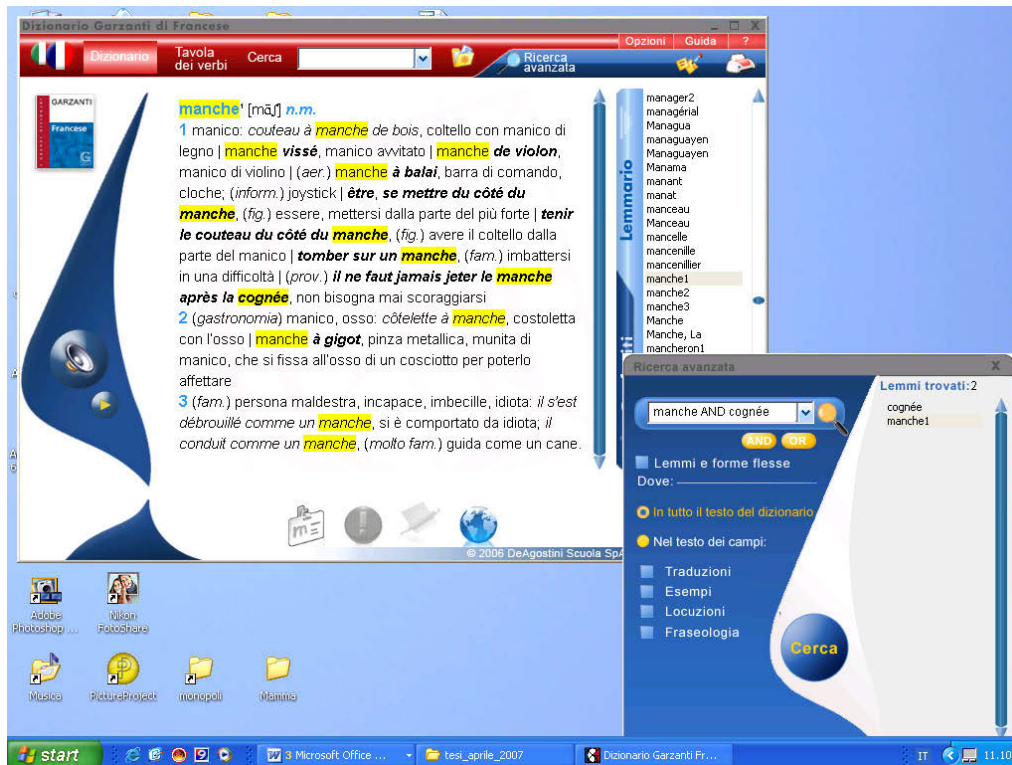 Dizionario Garzanti di Francese
Opzioni Guida ?
Dizionario
Tavola dei verbi
Cerca
Ricerca avanzata
GARZANTI
Francese
G
manche¹ [mɑ̃ʃ] n.m.
1 manico: couteau à manche de bois, coltello con manico di
legno | manche vissé, manico avvitato | manche de violon,
manico di violino | (aer.) manche à balai, barra di comando,
cloche; (inform.) joystick | être, se mettre du côté du
manche, (fig.) essere, mettersi dalla parte del più forte | tenir
le couteau du côté du manche, (fig.) avere il coltello dalla
parte del manico | tomber sur un manche, (fam.) imbattersi
in una difficoltà | (prov.) il ne faut jamais jeter le manche
après la cognée, non bisogna mai scoraggiarsi
2 (gastronomia) manico, osso: côtelette à manche, costoletta
con l'osso | manche à gigot, pinza metallica, munita di
manico, che si fissa all'osso di un cosciotto per poterlo
affettare
3 (fam.) persona maldestra, incapace, imbecille, idiota: il s'est
débrouillé comme un manche, si è comportato da idiota; il
conduit comme un manche, (molto fam.) guida come un cane.
© 2006 DeAgostini Scuola SpA
Lemmario
manager2
managérial
Managua
managuayen
Managuayen
Manama
manant
manat
manceau
Manceau
mancelle
mancenille
mancenillier
manche1
manche2
manche3
Manche
Manche, La
mancheron1
Ricerca avanzata X
manche AND cognée
AND OR
Lemmi e forme flesse
Dove:
In tutto il testo del dizionario
Nel testo dei campi:
Traduzioni
Esempi
Locuzioni
Fraseologia
Cerca
Lemmi trovati:2
cognée
manche1
Adobe Photoshop ...
Nikon FotoShare
Musica
PictureProject
monopoli
Mamma
start
3 Microsoft Office ...
tesi_aprile_2007
Dizionario Garzanti Fr...
IT
11.10